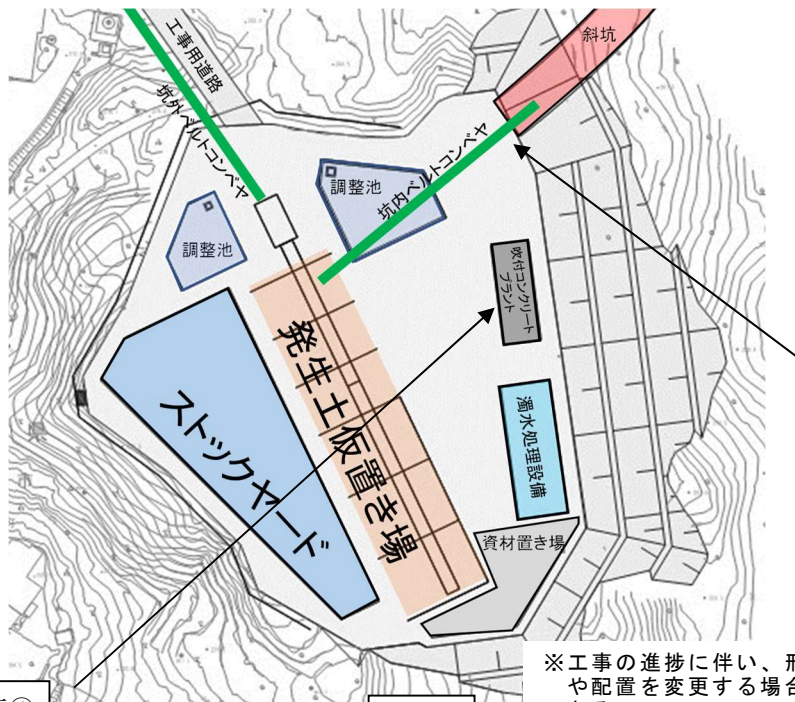 斜坑
工事用道路
坑外ベルトコンベヤ
坑内ベルトコンベヤ
調整池
調整池
吹付コンクリート
プラント
発生土仮置き場
ストックヤード
濁水処理設備
資材置き場
※工事の進捗に伴い、形
や配置を変更する場合